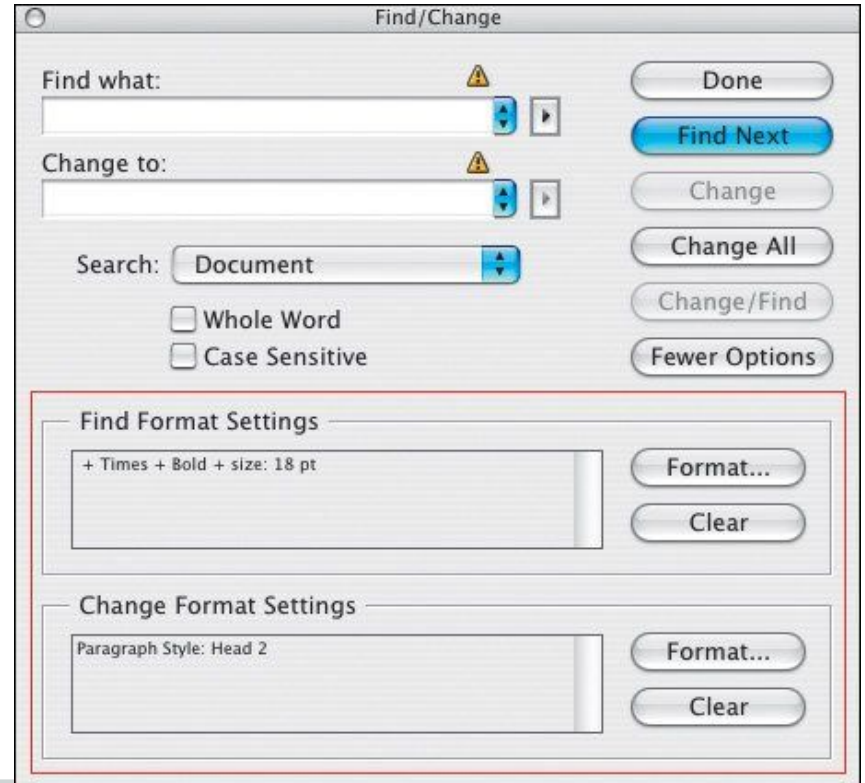 Find/Change
Find what:
Done
Find Next
Change to:
Change
Search: Document
Change All
Whole Word
Change/Find
Case Sensitive
Fewer Options
Find Format Settings
+ Times + Bold + size: 18 pt
Format...
Clear
Change Format Settings
Paragraph Style: Head 2
Format...
Clear